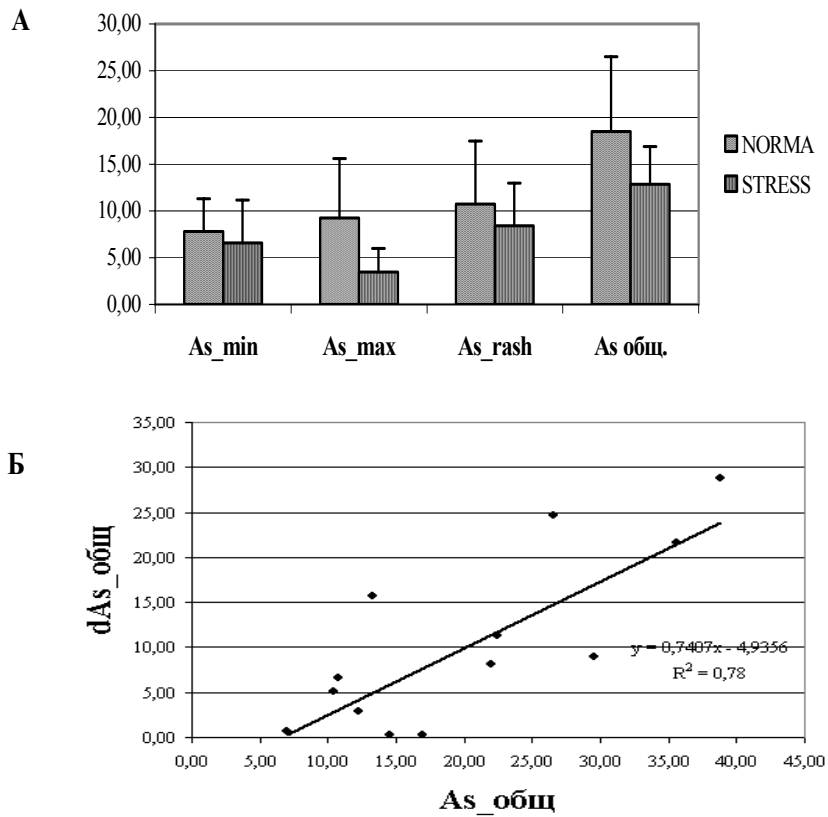 А
30,00
25,00
20,00
15,00
10,00
5,00
0,00
NORMA
STRESS
As_min As_max As_rash As общ.
Б
35,00
30,00
25,00
20,00
15,00
10,00
5,00
0,00
dAs_общ
y = 0,7407x - 4,9356
R² = 0,78
0,00 5,00 10,00 15,00 20,00 25,00 30,00 35,00 40,00 45,00
As_общ